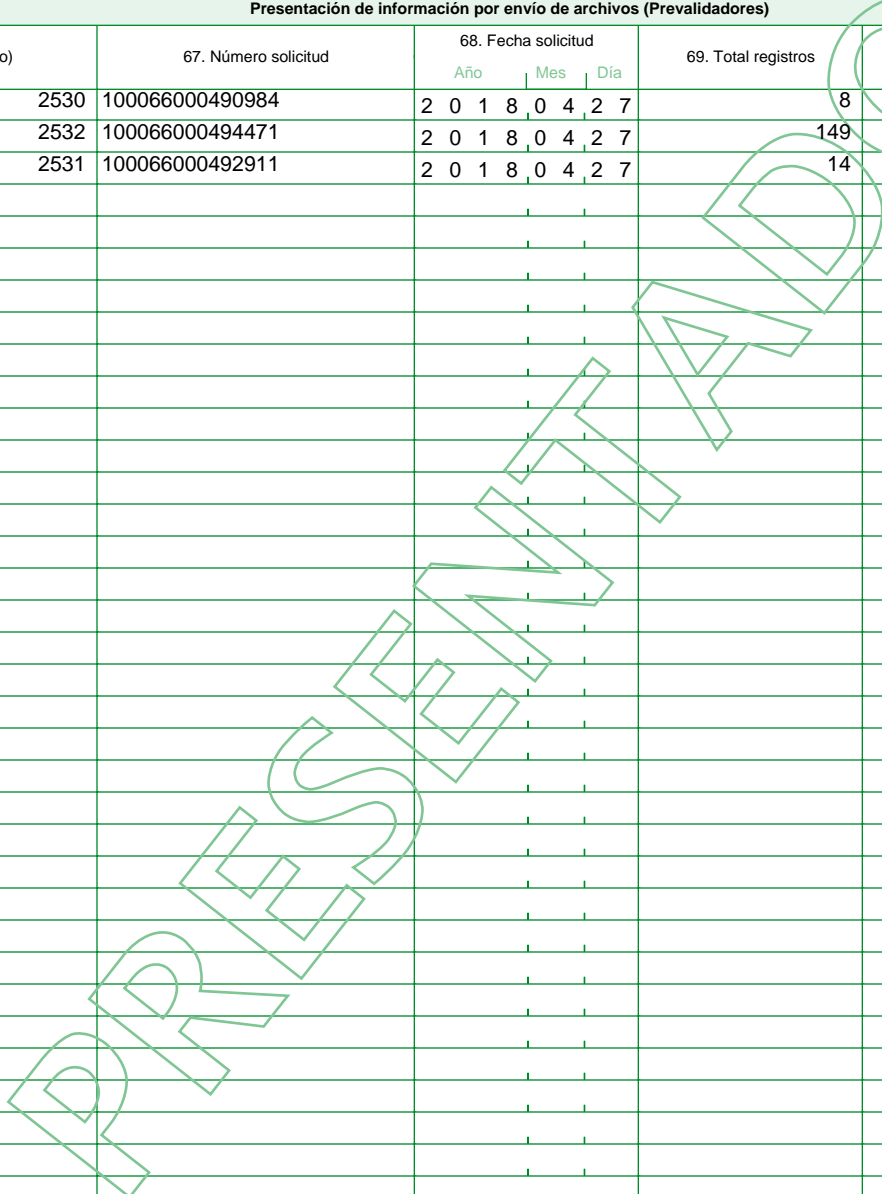 Presentación de información por envío de archivos (Prevalidadores)
o) 67. Número solicitud 68. Fecha solicitud 69. Total registros
Año Mes Día
2530 100066000490984 2 0 1 8 0 4 2 7 8
2532 100066000494471 2 0 1 8 0 4 2 7 149
2531 100066000492911 2 0 1 8 0 4 2 7 14
PRESENTADO